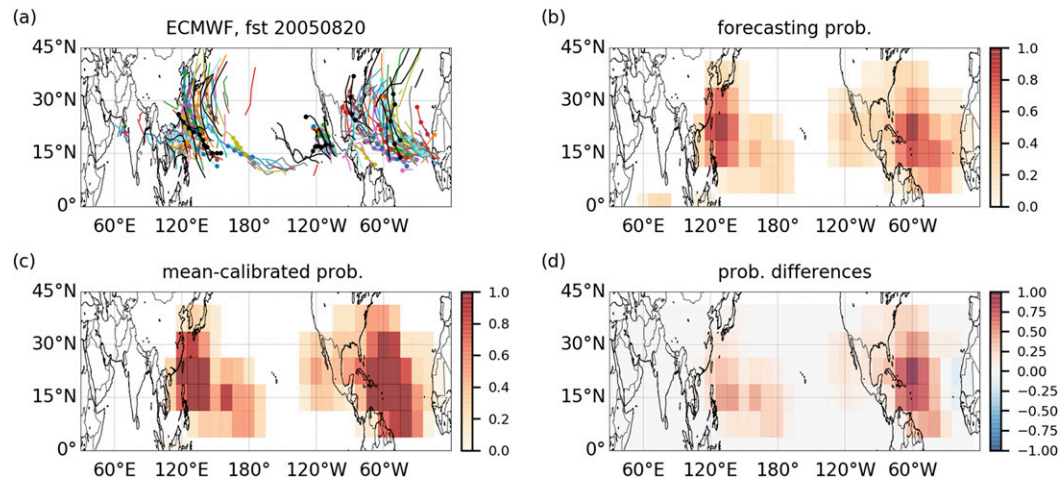 (a)
ECMWF, fst 20050820
45°N
30°N
15°N
0°
60°E 120°E 180° 120°W 60°W
(b)
forecasting prob.
45°N
30°N
15°N
0°
60°E 120°E 180° 120°W 60°W
1.0
0.8
0.6
0.4
0.2
0.0
(c)
mean-calibrated prob.
45°N
30°N
15°N
0°
60°E 120°E 180° 120°W 60°W
1.0
0.8
0.6
0.4
0.2
0.0
(d)
prob. differences
45°N
30°N
15°N
0°
60°E 120°E 180° 120°W 60°W
1.00
0.75
0.50
0.25
0.00
−0.25
−0.50
−0.75
−1.00